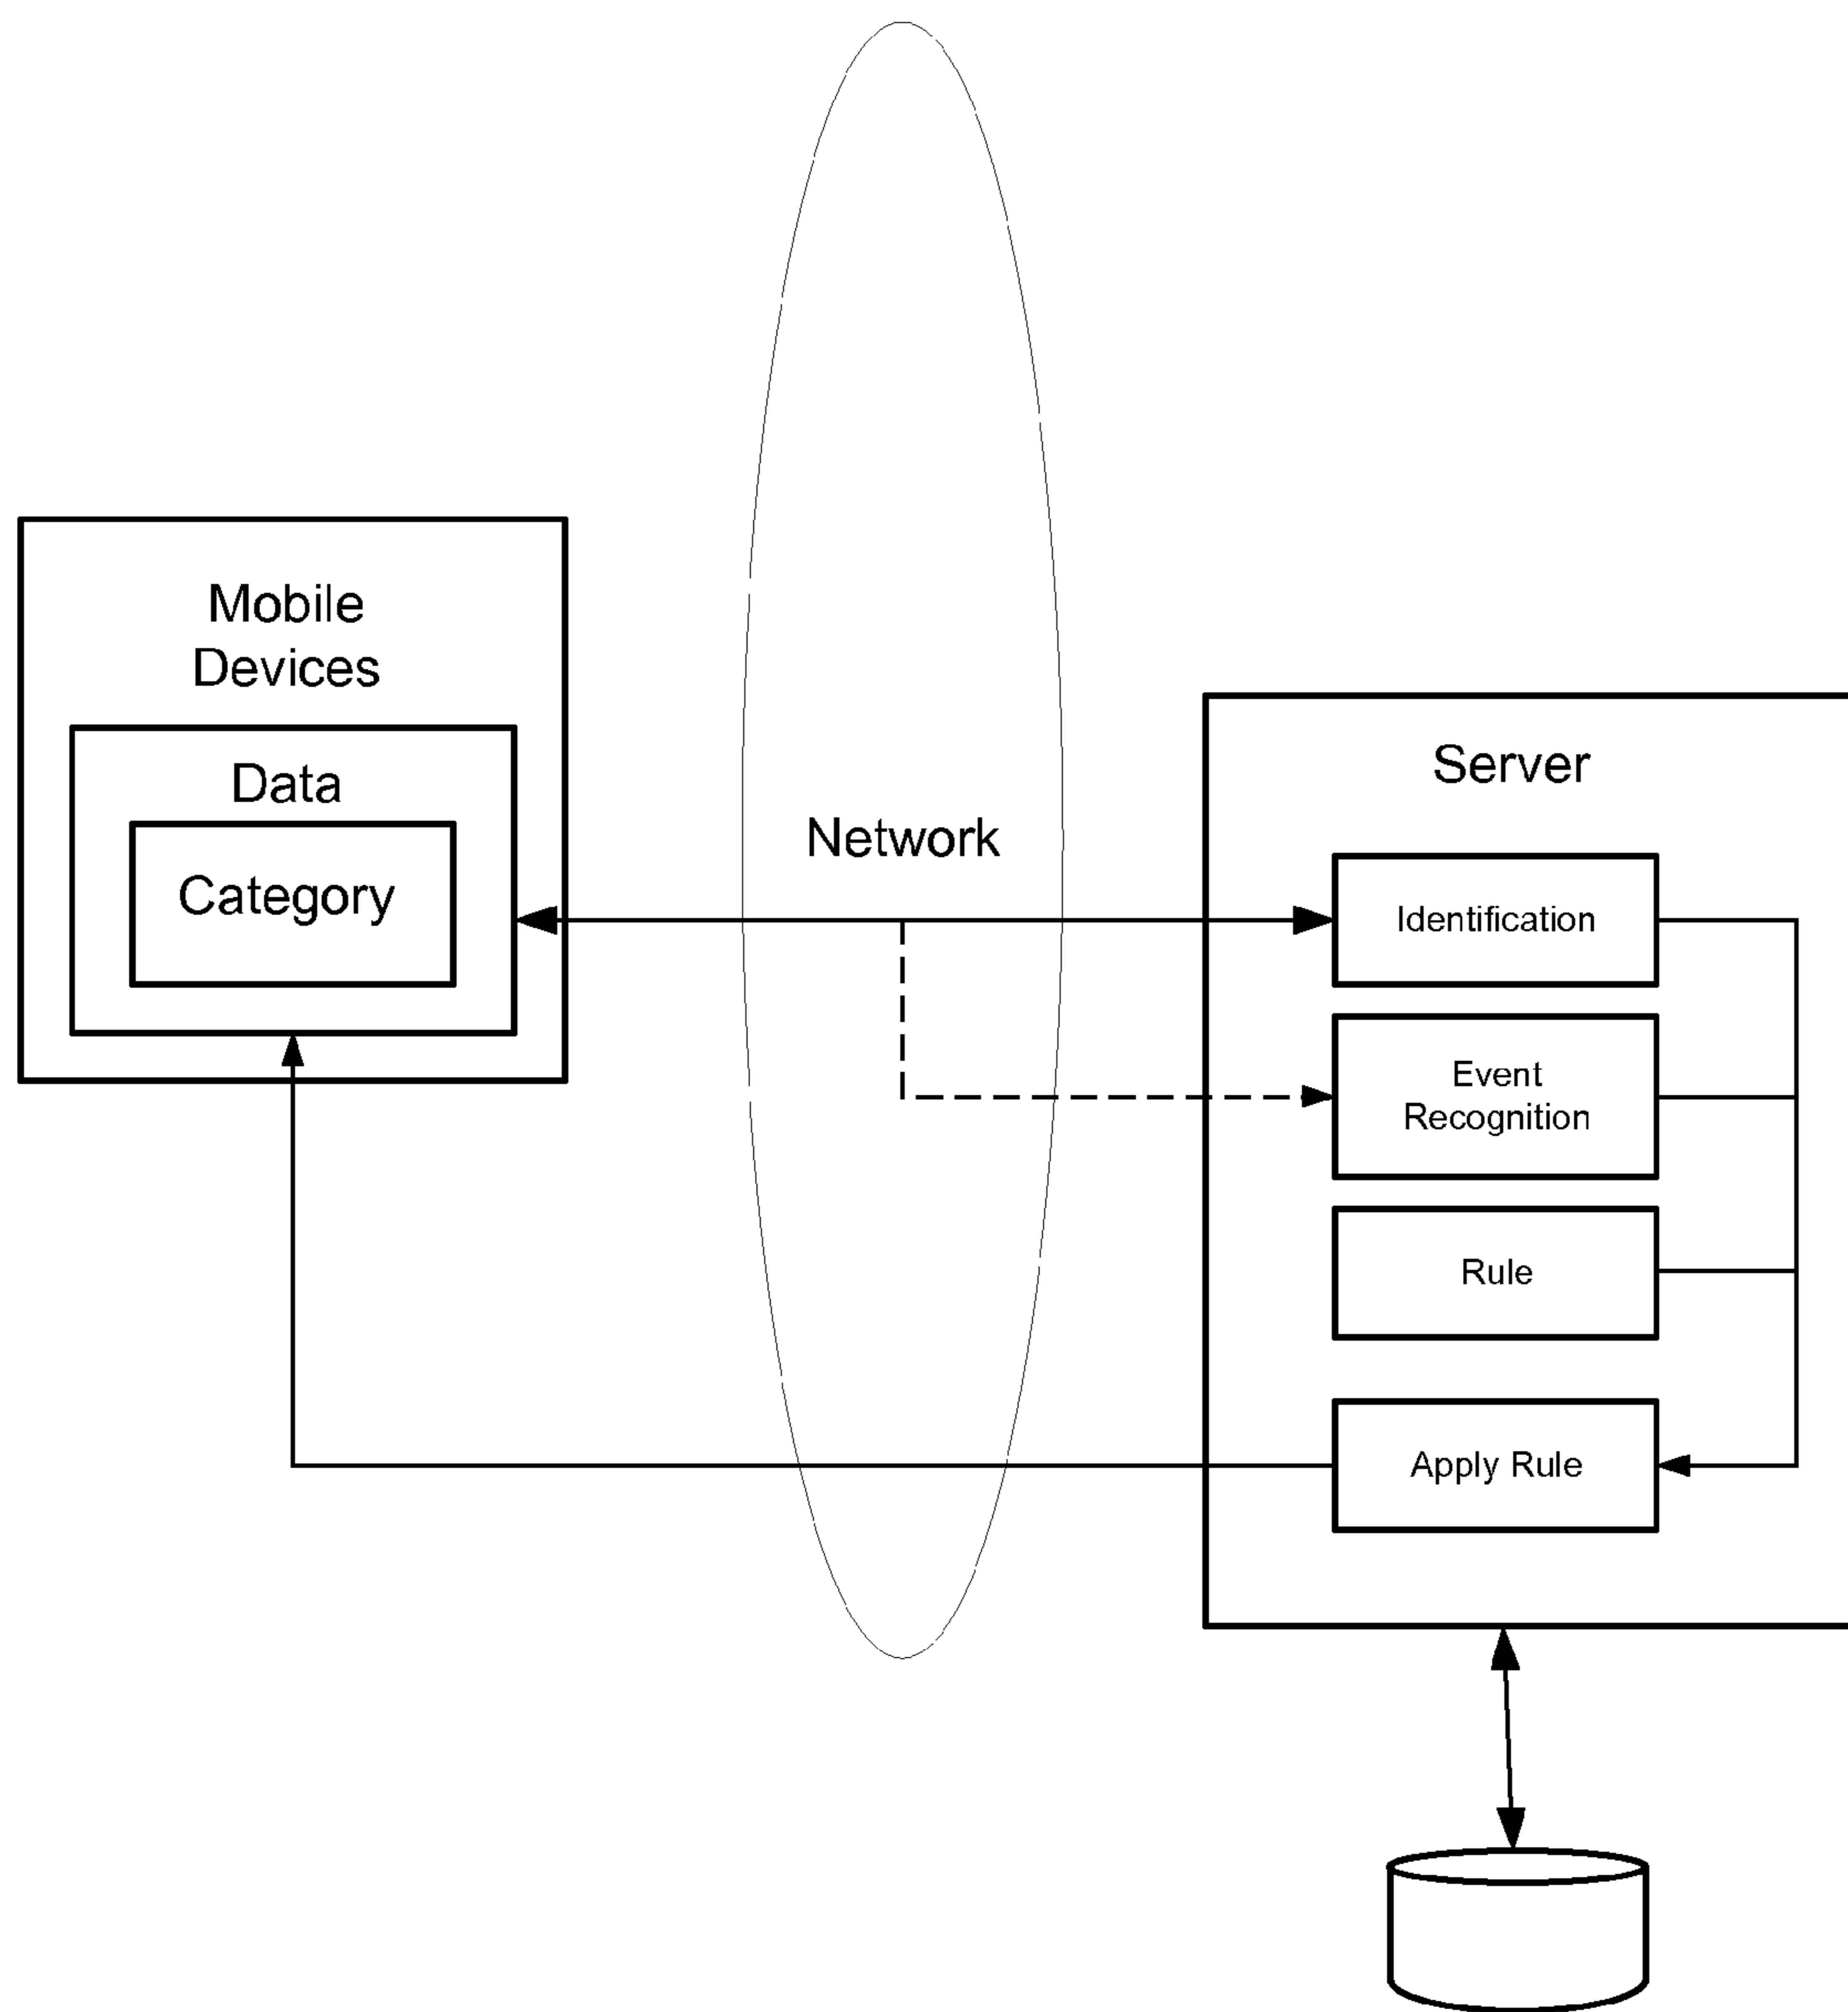 Mobile
Devices
Data
Category
Network
Server
Identification
Event
Recognition
Rule
Apply Rule